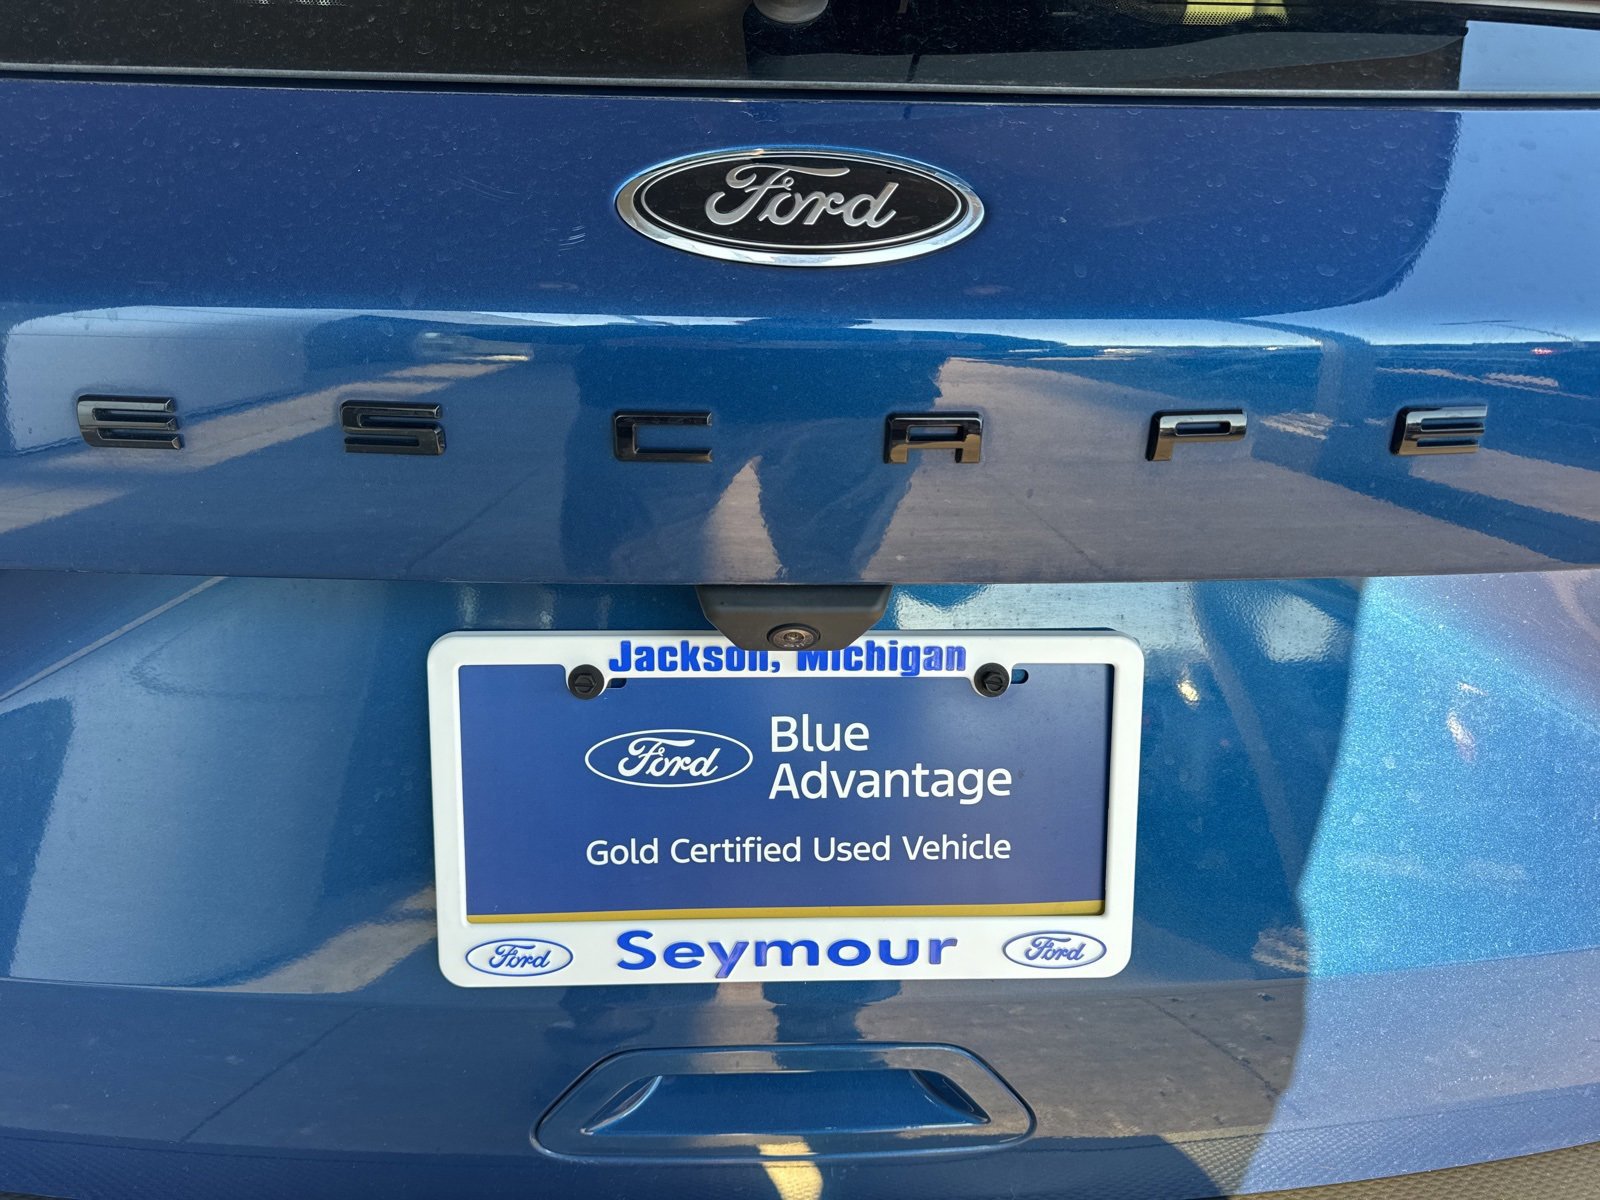 Ford
ESCAPE
Jackson, Michigan
Ford
Blue
Advantage
Gold Certified Used Vehicle
Ford Seymour Ford